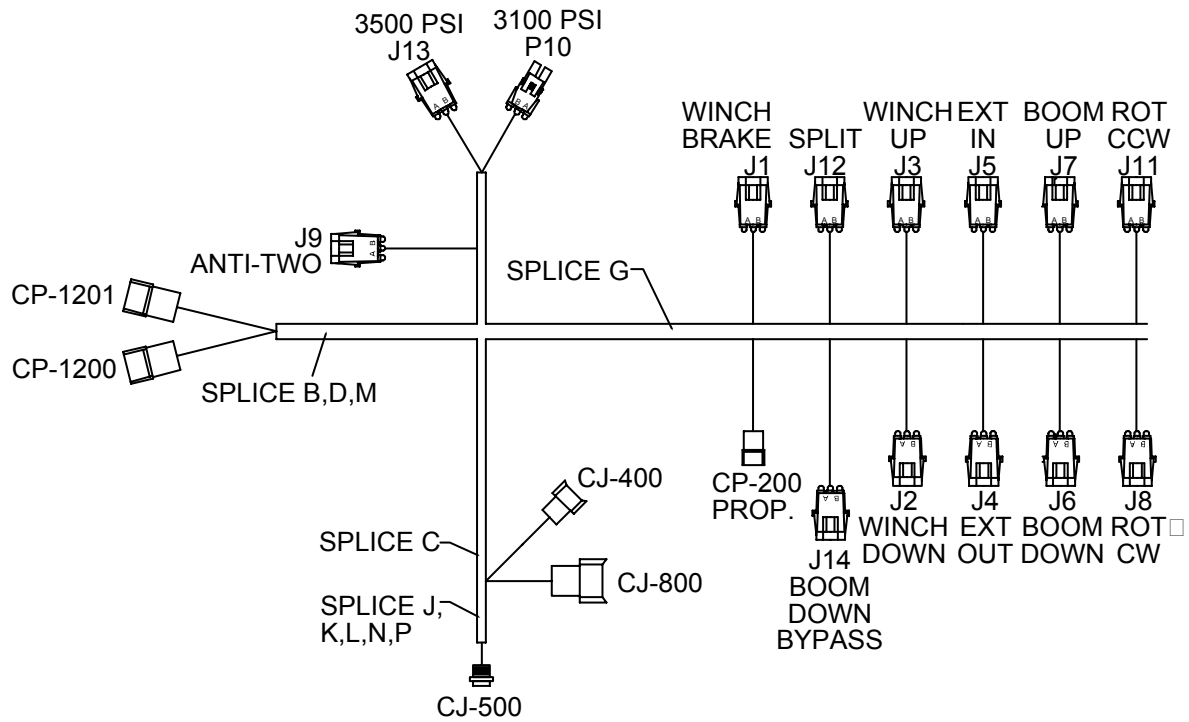 3500 PSI
J13
3100 PSI
P10
A B
B A
WINCH
BRAKE
J1
SPLIT
J12
WINCH
UP
J3
EXT
IN
J5
BOOM
UP
J7
ROT
CCW
J11
A B
A B
A B
A B
A B
A B
J9
ANTI-TWO
A B
SPLICE G
CP-1201
CP-1200
SPLICE B,D,M
CJ-400
SPLICE C
CJ-800
SPLICE J,
K,L,N,P
CJ-500
CP-200
PROP.
B A
J14
BOOM
DOWN
BYPASS
B A
J2
WINCH
DOWN
B A
J4
EXT
OUT
B A
J6
BOOM
DOWN
B A
J8
ROT□
CW